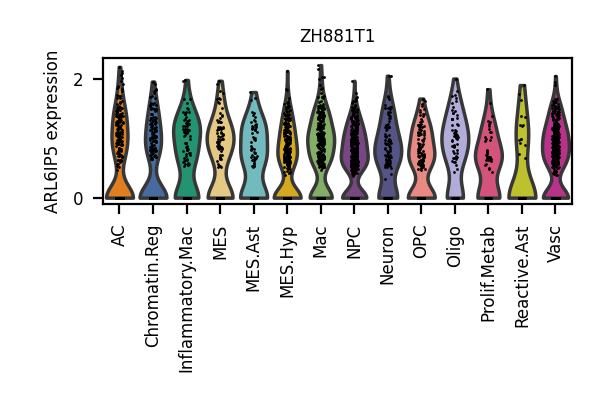 ZH881T1
ARL6IP5 expression
2
0
AC
Chromatin.Reg
Inflammatory.Mac
MES
MES.Ast
MES.Hyp
Mac
NPC
Neuron
OPC
Oligo
Prolif.Metab
Reactive.Ast
Vasc